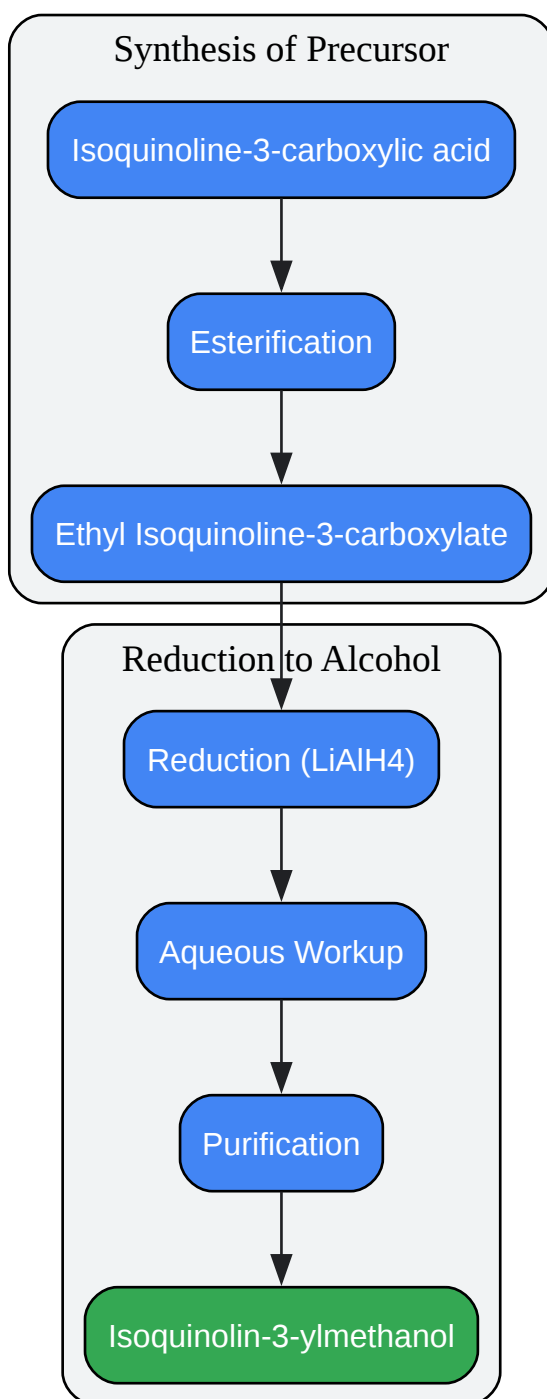 Synthesis of Precursor
Isoquinoline-3-carboxylic acid
Esterification
Ethyl Isoquinoline-3-carboxylate
Reduction to Alcohol
Reduction (LiAlH4)
Aqueous Workup
Purification
Isoquinolin-3-ylmethanol